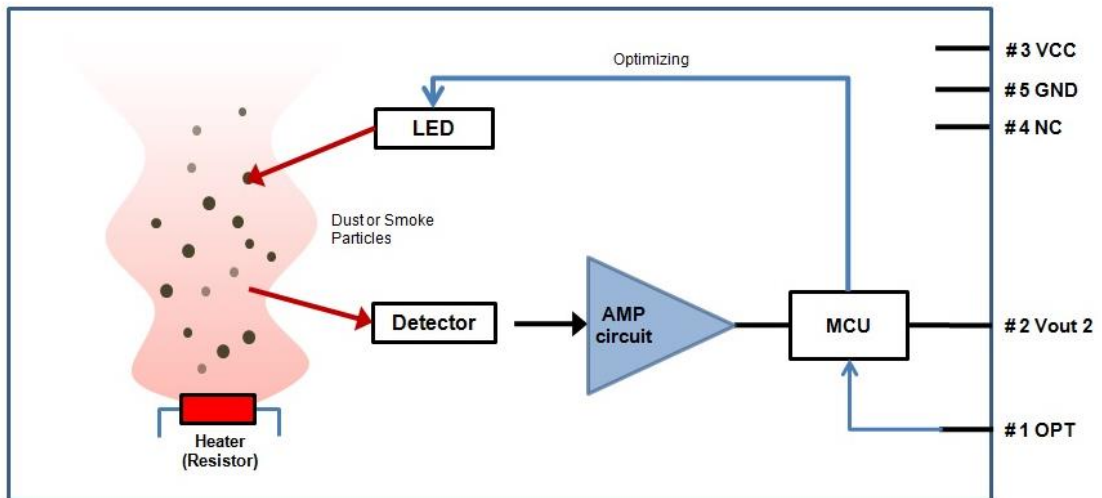 Optimizing
# 3 VCC
# 5 GND
# 4 NC
LED
Dust or Smoke
Particles
Detector
AMP
circuit
MCU
# 2 Vout 2
# 1 OPT
Heater
(Resistor)